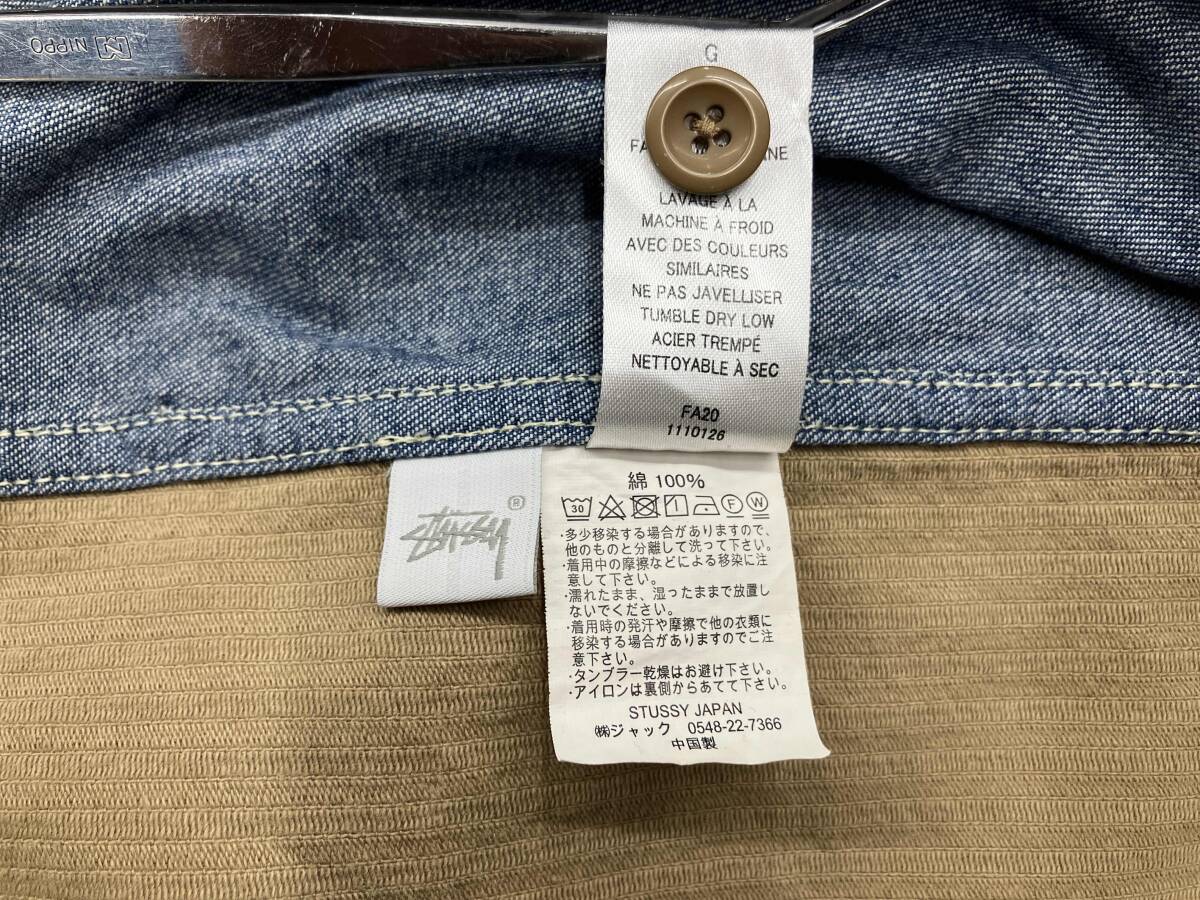 NIPPO
G
LAVAGE À LA
MACHINE À FROID
AVEC DES COULEURS
SIMILAIRES
NE PAS JAVELLISER
TUMBLE DRY LOW
ACIER TREMPÉ
NETTOYABLE À SEC
FA20
1110126
STUSSY ®
綿 100%
30 1 F W
・多少移染する場合がありますので、
他のものと分離して洗って下さい。
・着用中の摩擦などによる移染に注
意して下さい。
・濡れたまま、湿ったままで放置し
ないでください。
・着用時の発汗や摩擦で他の衣類に
移染する場合がありますのでご注
意下さい。
・タンブラー乾燥はお避け下さい。
・アイロンは裏側からあてて下さい。
STUSSY JAPAN
㈱ジャック 0548-22-7366
中国製